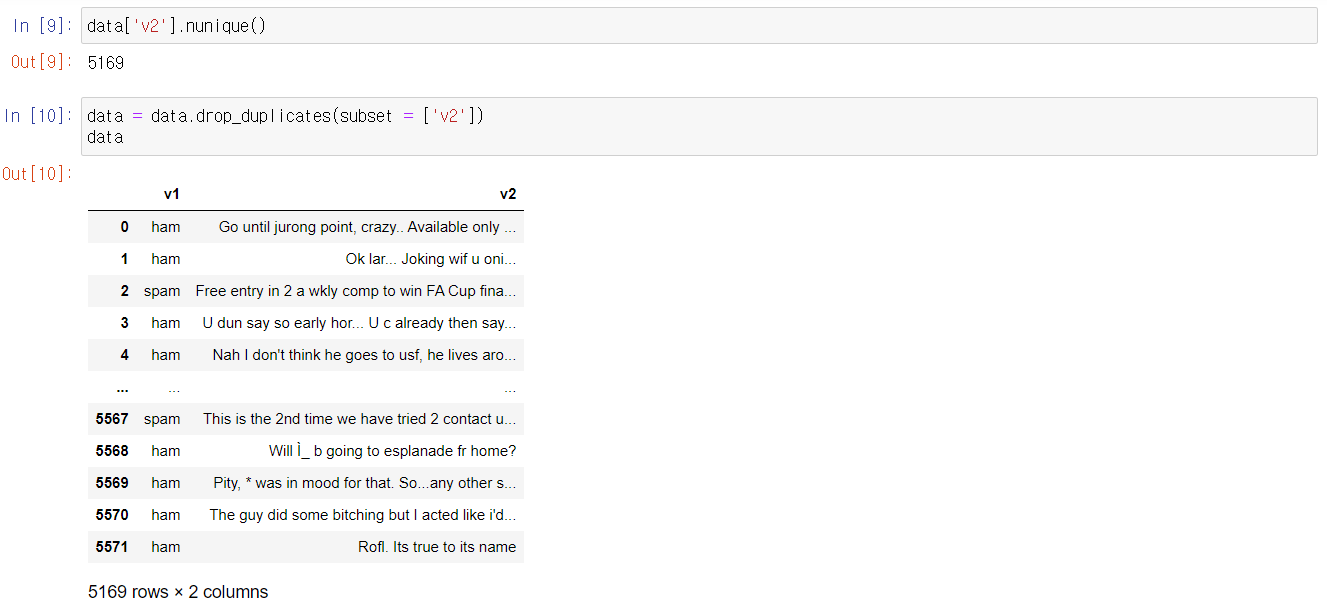 In [9]: data['v2'].nunique()
Out[9]: 5169
In [10]: data = data.drop_duplicates(subset = ['v2'])
data
Out[10]:
v1 v2
0 ham Go until jurong point, crazy.. Available only ...
1 ham Ok lar... Joking wif u oni...
2 spam Free entry in 2 a wkly comp to win FA Cup fina...
3 ham U dun say so early hor... U c already then say...
4 ham Nah I don't think he goes to usf, he lives aro...
... ... ...
5567 spam This is the 2nd time we have tried 2 contact u...
5568 ham Will Ì_ b going to esplanade fr home?
5569 ham Pity, * was in mood for that. So...any other s...
5570 ham The guy did some bitching but I acted like i'd...
5571 ham Rofl. Its true to its name
5169 rows × 2 columns